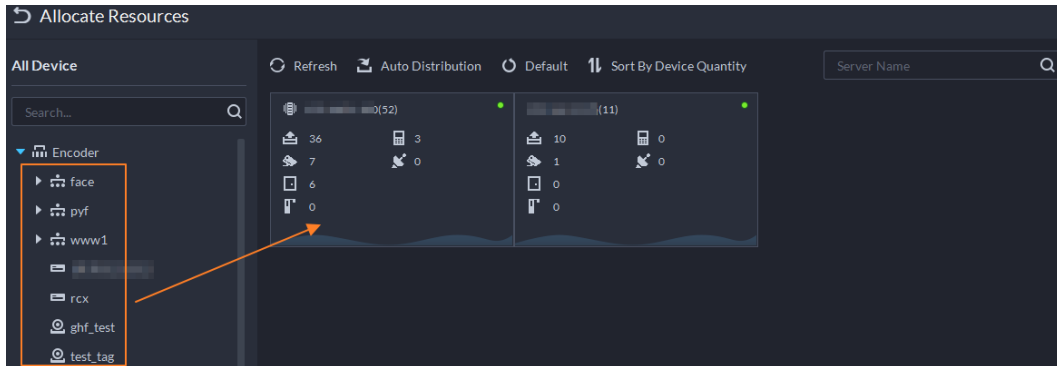 Allocate Resources
All Device
Refresh Auto Distribution Default Sort By Device Quantity Server Name
Search...
0(52) (11)
36 3 10 0
7 0 1 0
6 0
0 0
Encoder
face
pyf
www1
rcx
ghf_test
test_tag